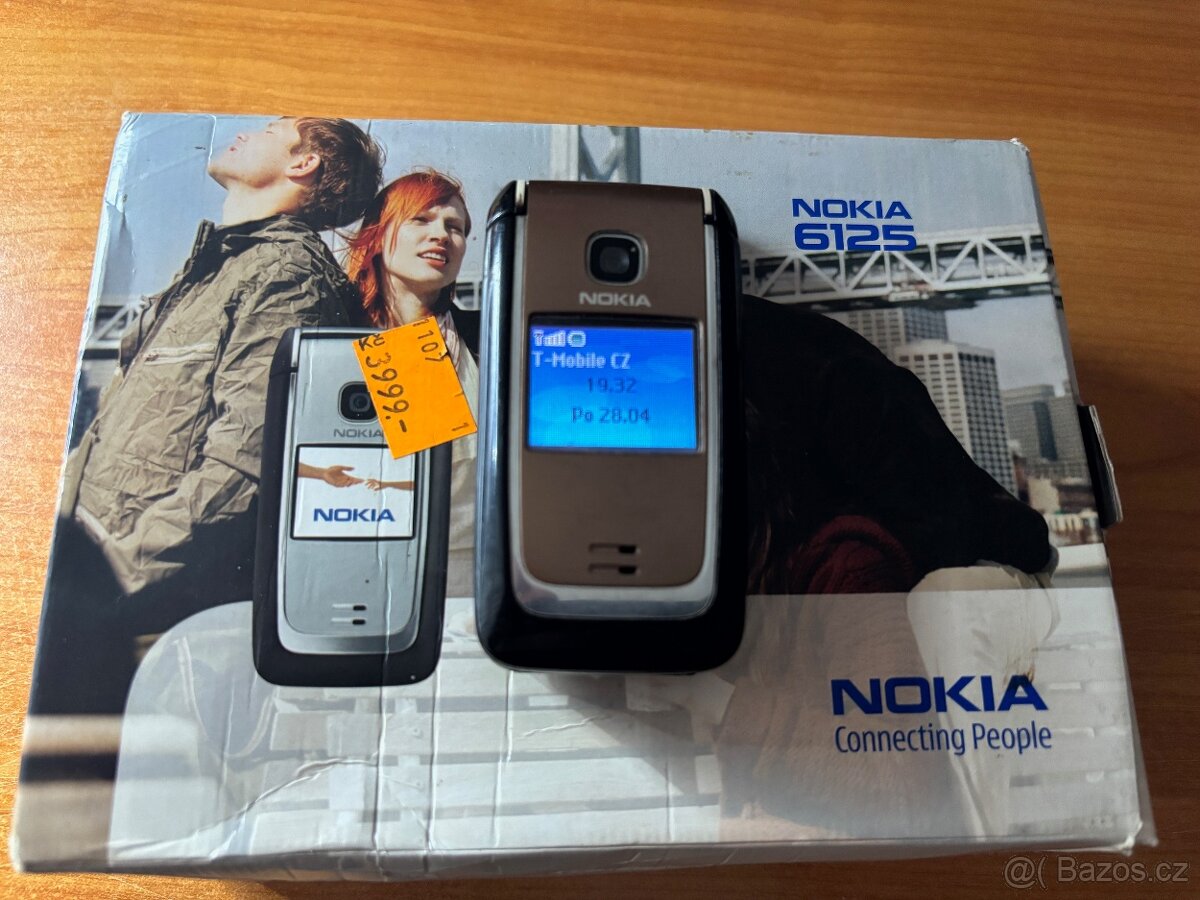 NOKIA
6125
1107
Kč 3999.-
1
NOKIA
NOKIA
NOKIA
T-Mobile CZ
19.32
Po 28.04
NOKIA
Connecting People
@( Bazos.cz